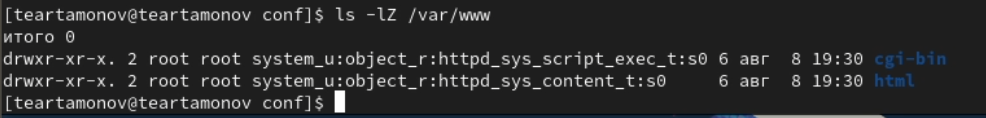 [teartamonov@teartamonov conf]$ ls -lZ /var/www
итого 0
drwxr-xr-x. 2 root root system_u:object_r:httpd_sys_script_exec_t:s0 6 авг  8 19:30 cgi-bin
drwxr-xr-x. 2 root root system_u:object_r:httpd_sys_content_t:s0     6 авг  8 19:30 html
[teartamonov@teartamonov conf]$